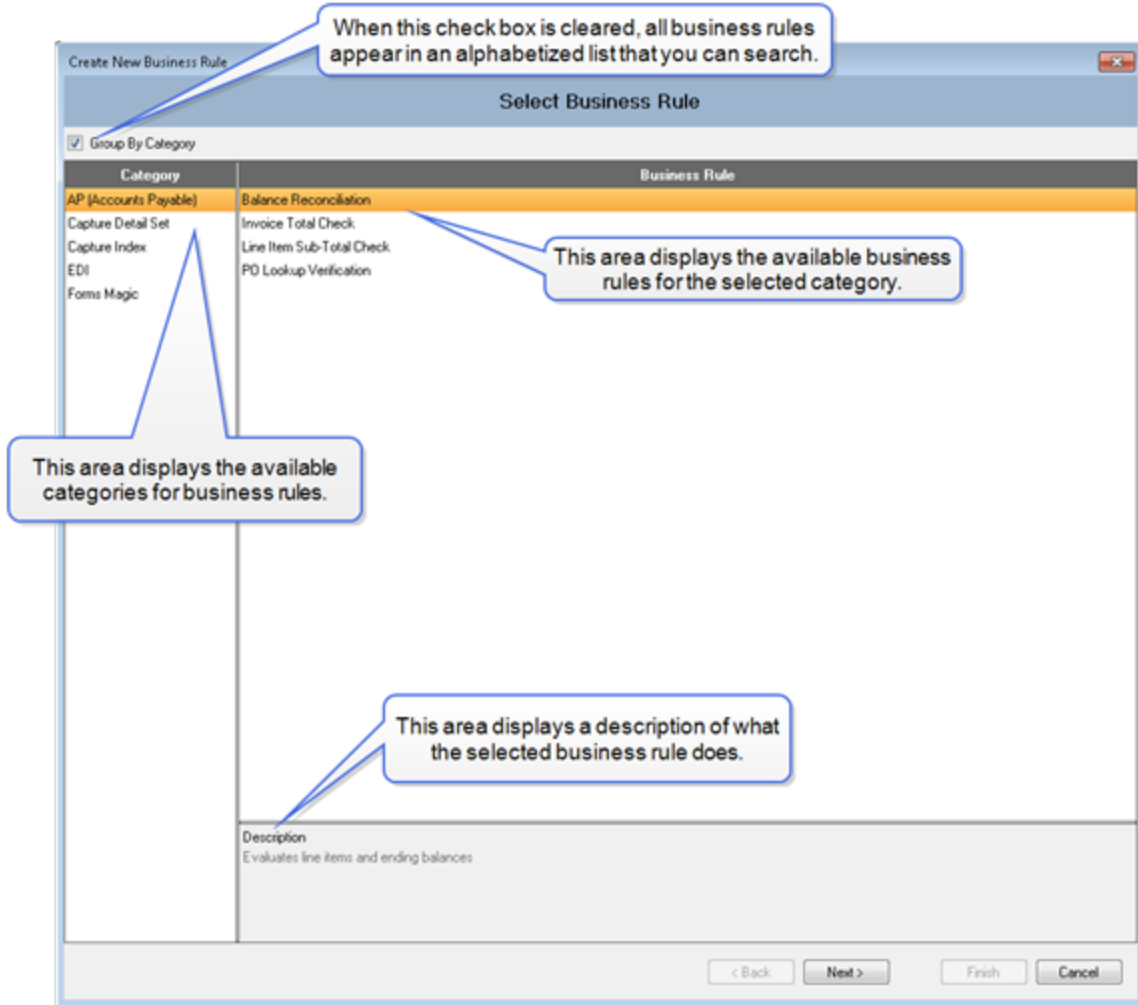 When this check box is cleared, all business rules
appear in an alphabetized list that you can search.
Create New Business Rule
Select Business Rule
Group By Category
Category
Business Rule
AP (Accounts Payable)
Balance Reconciliation
Capture Detail Set
Invoice Total Check
Capture Index
Line Item Sub-Total Check
EDI
PO Lookup Verification
Forms Magic
This area displays the available business
rules for the selected category.
This area displays the available
categories for business rules.
This area displays a description of what
the selected business rule does.
Description
Evaluates line items and ending balances
< Back
Next >
Finish
Cancel